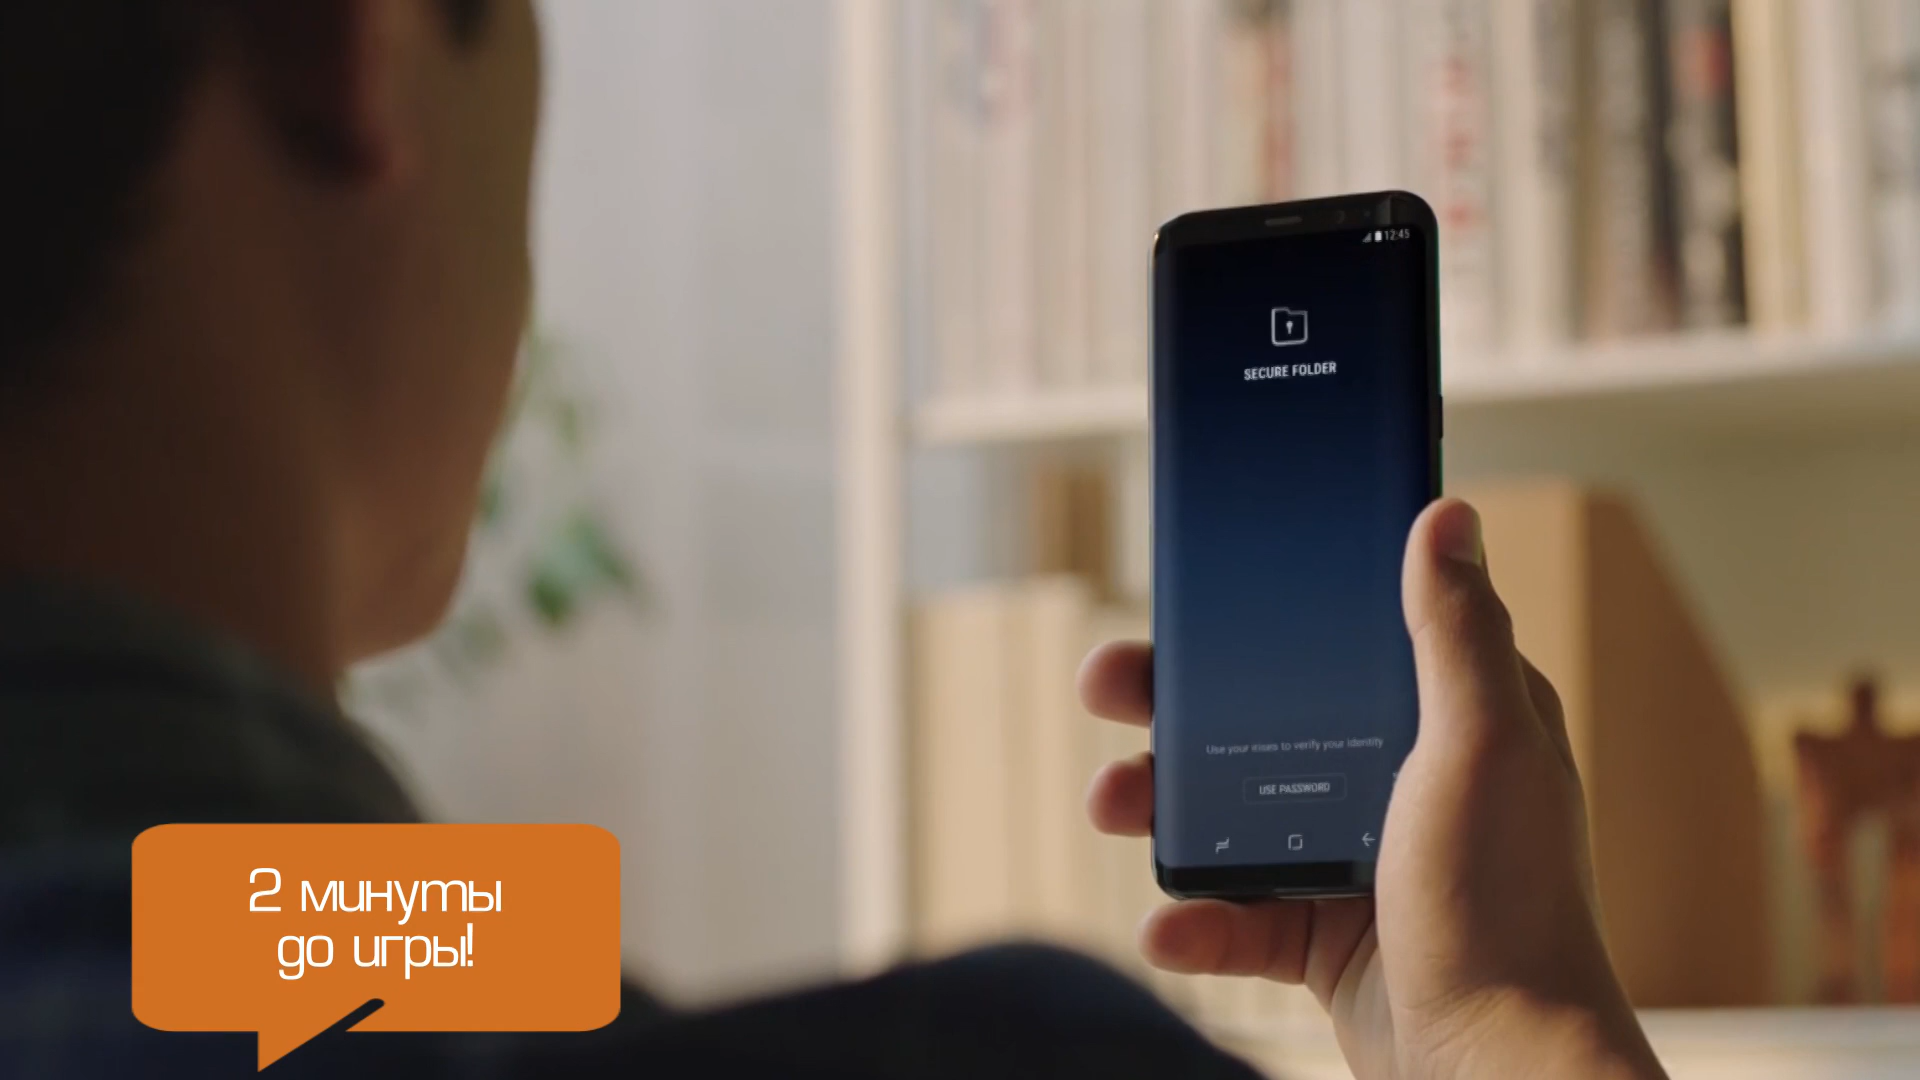 12:45
SECURE FOLDER
Use your irises to verify your identity
USE PASSWORD
2 минуты
до игры!